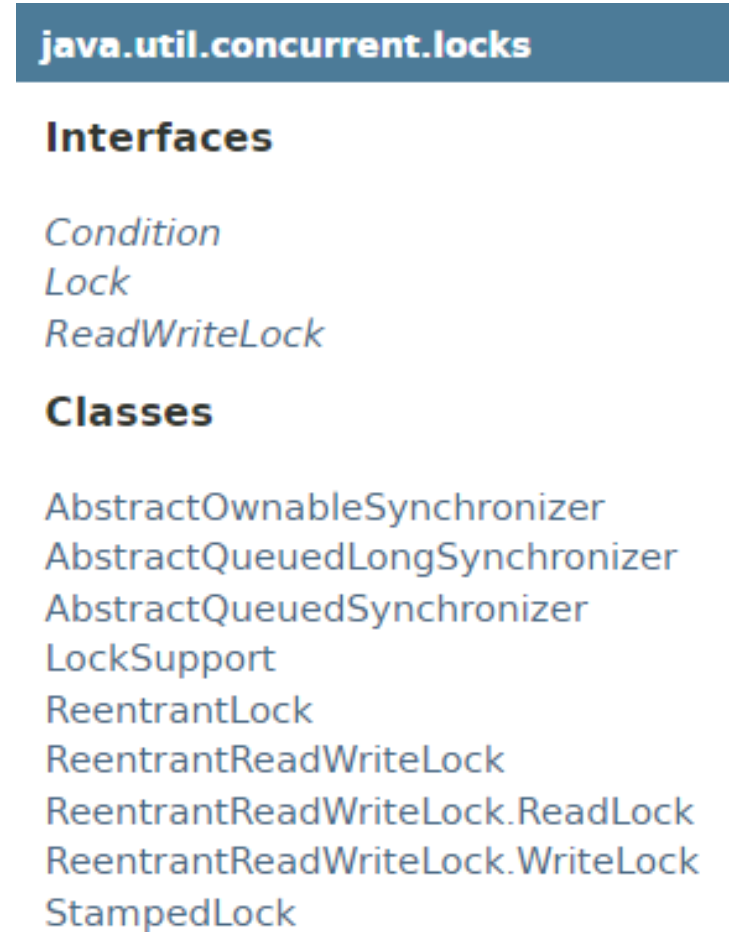 java.util.concurrent.locks
Interfaces
Condition
Lock
ReadWriteLock
Classes
AbstractOwnableSynchronizer
AbstractQueuedLongSynchronizer
AbstractQueuedSynchronizer
LockSupport
ReentrantLock
ReentrantReadWriteLock
ReentrantReadWriteLock.ReadLock
ReentrantReadWriteLock.WriteLock
StampedLock